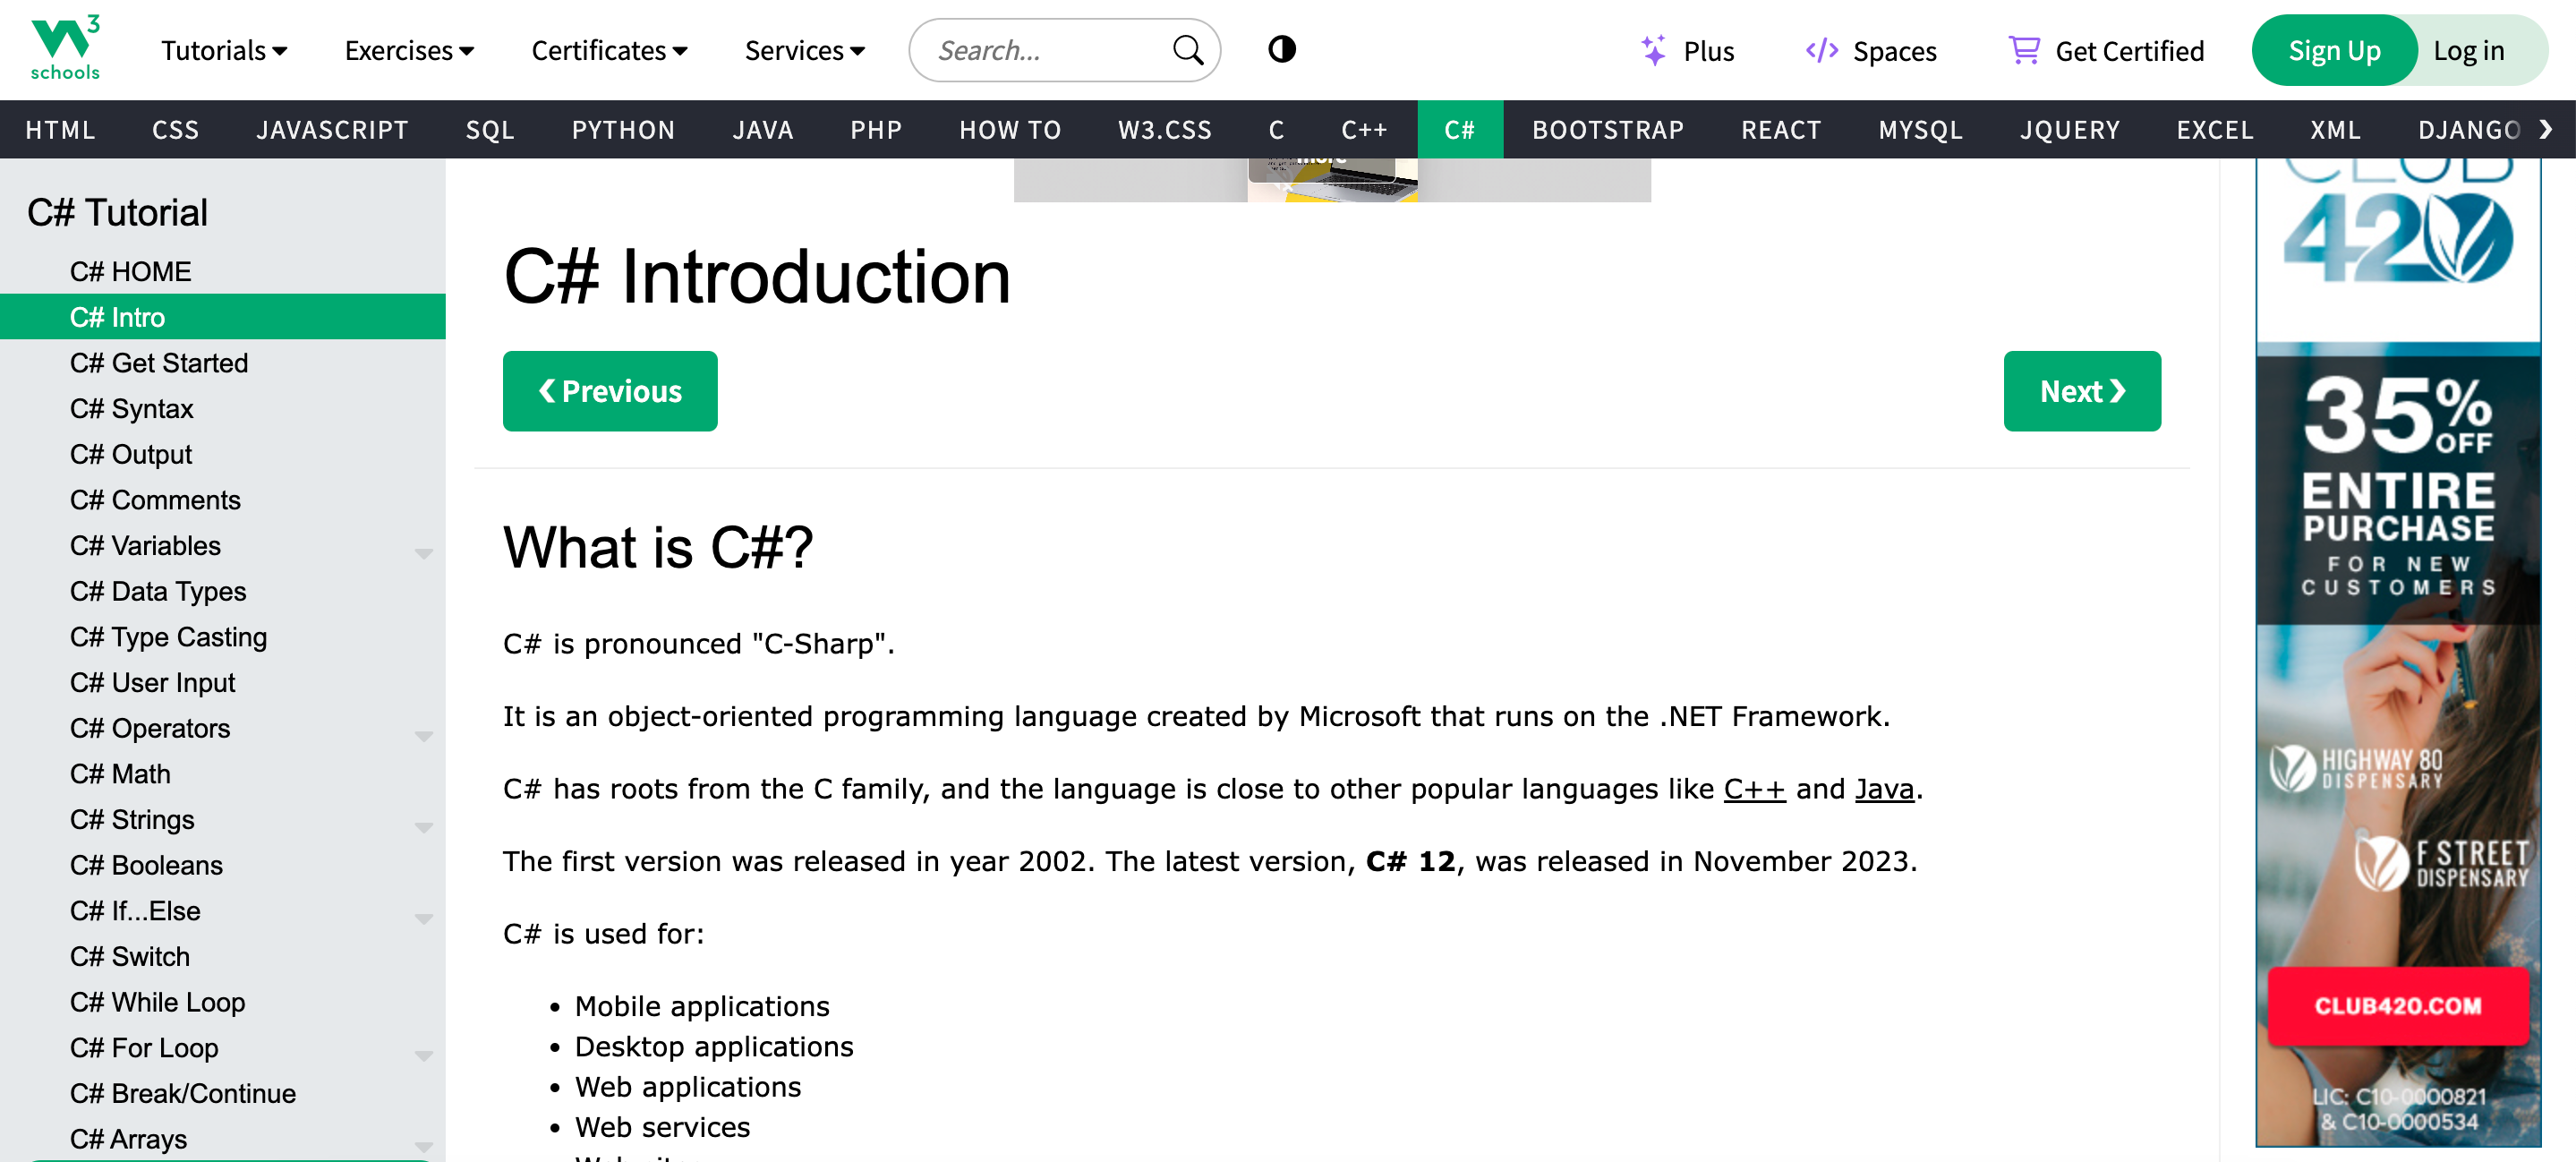 3
schools
Tutorials
Exercises
Certificates
Services
Search...
Plus
Spaces
Get Certified
Sign Up
Log in
HTML
CSS
JAVASCRIPT
SQL
PYTHON
JAVA
PHP
HOW TO
W3.CSS
C
C++
C#
BOOTSTRAP
REACT
MYSQL
JQUERY
EXCEL
XML
DJANGO
C# Tutorial
C# HOME
C# Intro
C# Get Started
C# Syntax
C# Output
C# Comments
C# Variables
C# Data Types
C# Type Casting
C# User Input
C# Operators
C# Math
C# Strings
C# Booleans
C# If...Else
C# Switch
C# While Loop
C# For Loop
C# Break/Continue
C# Arrays
C# Introduction
❮ Previous
Next ❯
What is C#?
C# is pronounced "C-Sharp".
It is an object-oriented programming language created by Microsoft that runs on the .NET Framework.
C# has roots from the C family, and the language is close to other popular languages like C++ and Java.
The first version was released in year 2002. The latest version, C# 12, was released in November 2023.
C# is used for:
• Mobile applications
• Desktop applications
• Web applications
• Web services
CLUB
420
35% OFF
ENTIRE
PURCHASE
FOR NEW
CUSTOMERS
HIGHWAY 80
DISPENSARY
F STREET
DISPENSARY
CLUB420.COM
LIC: C10-0000821
& C10-0000534